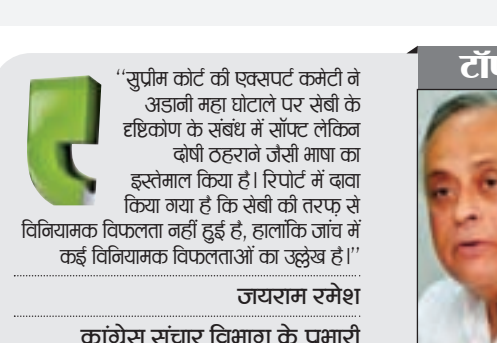 ‘‘सुप्रीम कोर्ट की एक्सपर्ट कमेटी ने
अडानी महा घोटाले पर सेबी के
दृष्टिकोण के संबंध में सॉफ्ट लेकिन
दोषी ठहराने जैसी भाषा का
इस्तेमाल किया है। रिपोर्ट में दावा
किया गया है कि सेबी की तरफ़ से
विनियामक विफलता नहीं हुई है, हालांकि जांच में
कई विनियामक विफलताओं का उल्लेख है।’’
जयराम रमेश
कांग्रेस संचार विभाग के प्रभारी